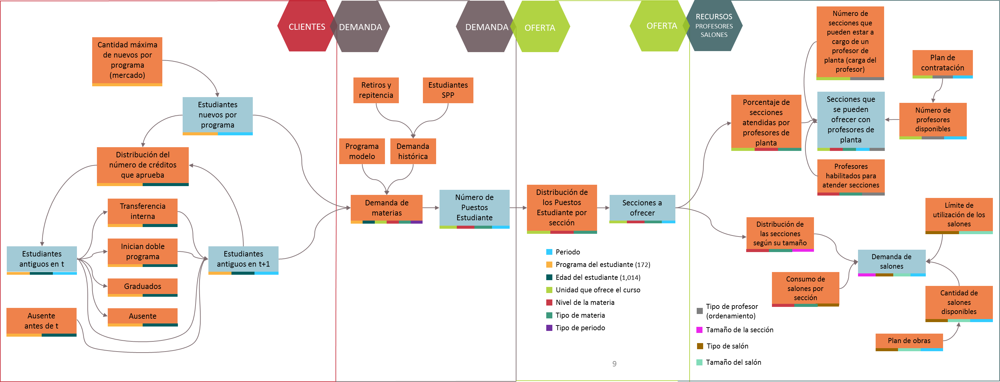 CLIENTES
DEMANDA
DEMANDA
OFERTA
OFERTA
RECURSOS
PROFESORES
SALONES
Cantidad máxima
de nuevos por
programa
(mercado)
Estudiantes
nuevos por
programa
Distribución del
número de créditos
que aprueba
Transferencia
interna
Inician doble
programa
Graduados
Ausente
Estudiantes
antiguos en t
Ausente
antes de t
Estudiantes
antiguos en t+1
Retiros y
repitencia
Estudiantes
SPP
Programa
modelo
Demanda
histórica
Demanda de
materias
Número de
Puestos
Estudiante
Distribución de
los Puestos
Estudiante por
sección
Secciones a
ofrecer
Periodo
Programa del estudiante (172)
Edad del estudiante (1,014)
Unidad que ofrece el curso
Nivel de la materia
Tipo de materia
Tipo de periodo
9
Número de
secciones que
pueden estar a
cargo de un
profesor de
planta (carga del
profesor)
Plan de
contratación
Porcentaje de
secciones
atendidas por
profesores de
planta
Secciones que
se pueden
ofrecer con
profesores de
planta
Número de
profesores
disponibles
Profesores
habilitados para
atender secciones
Límite de
utilización de los
salones
Distribución de
las secciones
según su tamaño
Demanda de
salones
Consumo de
salones por
sección
Cantidad de
salones
disponibles
Plan de obras
Tipo de profesor
(ordenamiento)
Tamaño de la sección
Tipo de salón
Tamaño del salón